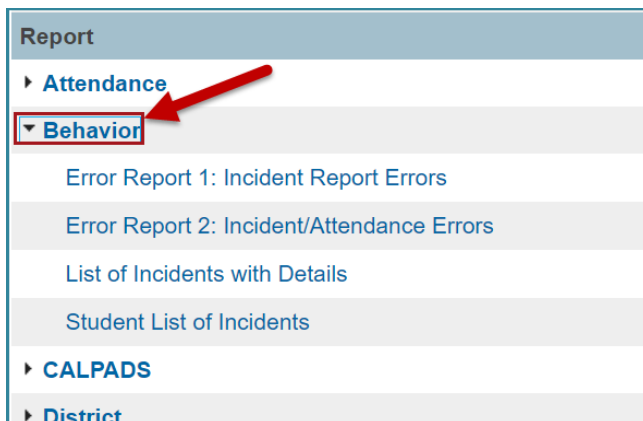 Report
Attendance
Behavior
Error Report 1: Incident Report Errors
Error Report 2: Incident/Attendance Errors
List of Incidents with Details
Student List of Incidents
CALPADS
District